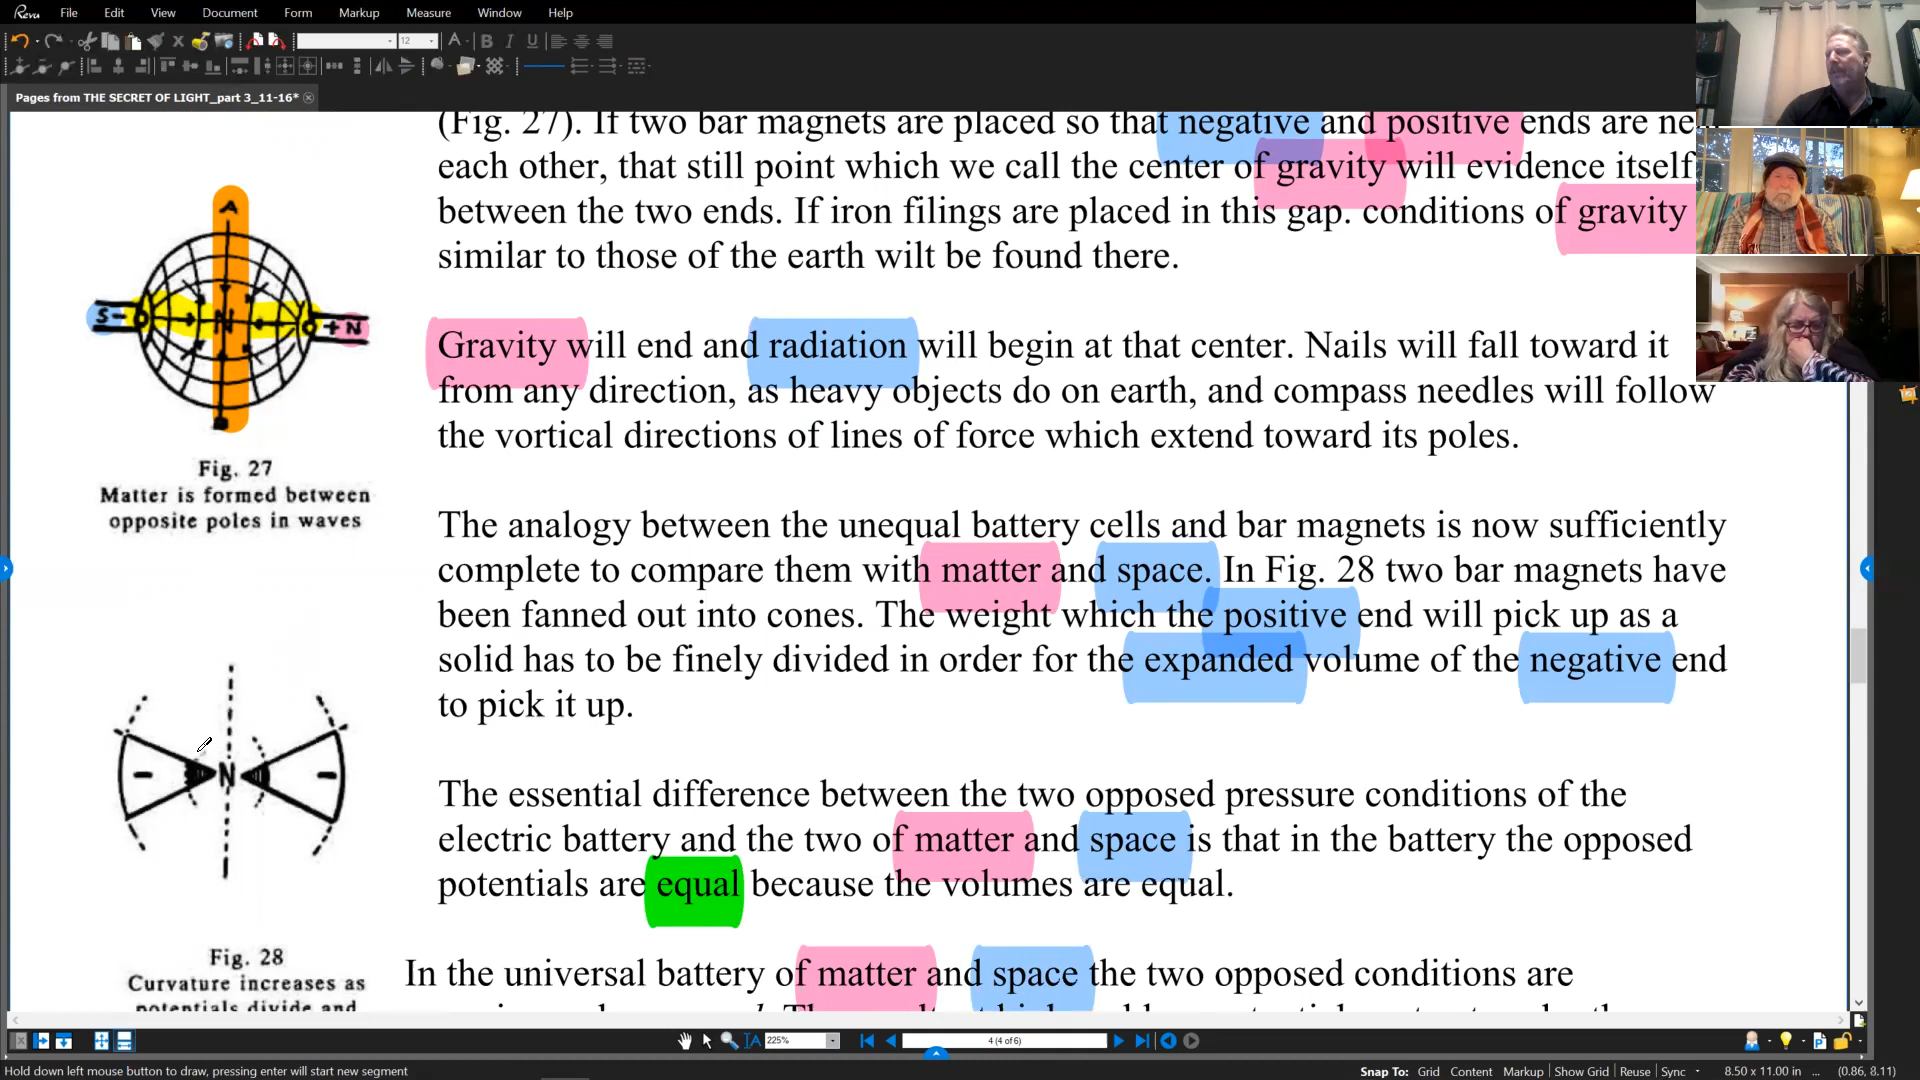 Revu File Edit View Document Form Markup Measure Window Help
12
Pages from THE SECRET OF LIGHT_part 3_11-16*
(Fig. 27). If two bar magnets are placed so that negative and positive ends are ne
each other, that still point which we call the center of gravity will evidence itself
between the two ends. If iron filings are placed in this gap. conditions of gravity
similar to those of the earth wilt be found there.
A
S - N + N
Fig. 27
Matter is formed between
opposite poles in waves
Gravity will end and radiation will begin at that center. Nails will fall toward it
from any direction, as heavy objects do on earth, and compass needles will follow
the vortical directions of lines of force which extend toward its poles.
The analogy between the unequal battery cells and bar magnets is now sufficiently
complete to compare them with matter and space. In Fig. 28 two bar magnets have
been fanned out into cones. The weight which the positive end will pick up as a
solid has to be finely divided in order for the expanded volume of the negative end
to pick it up.
- N -
The essential difference between the two opposed pressure conditions of the
electric battery and the two of matter and space is that in the battery the opposed
potentials are equal because the volumes are equal.
Fig. 28
Curvature increases as
potentials divide and
In the universal battery of matter and space the two opposed conditions are
225% 4 (4 of 6)
Hold down left mouse button to draw, pressing enter will start new segment
Snap To: Grid Content Markup Show Grid Reuse Sync 8.50 x 11.00 in ... (0.86, 8.11)